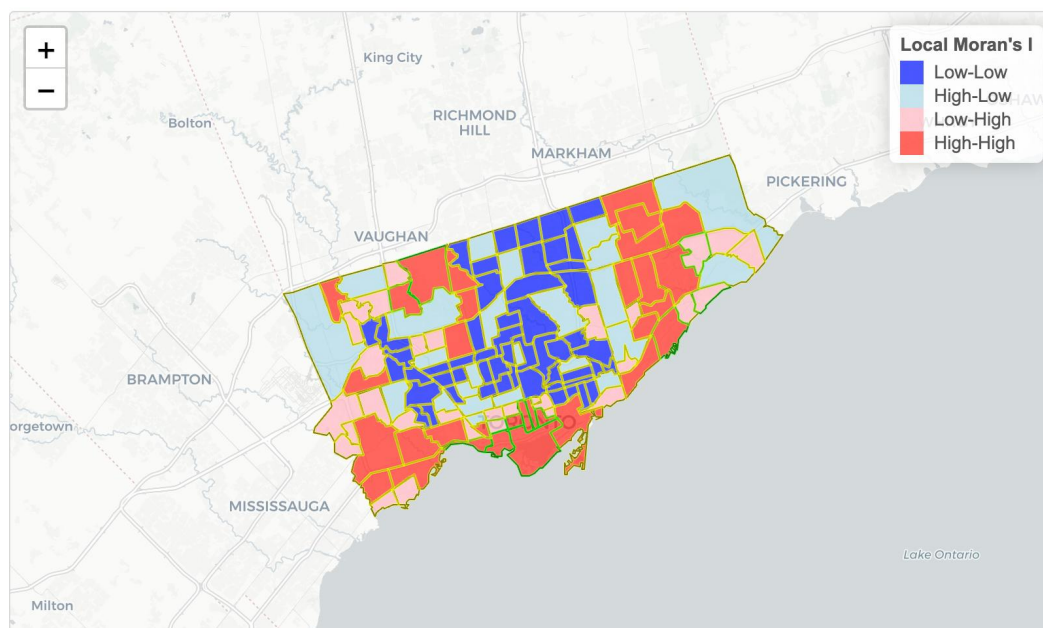 +
−
King City
Bolton
RICHMOND
HILL
MARKHAM
VAUGHAN
PICKERING
BRAMPTON
TORONTO
orgetown
MISSISSAUGA
Lake Ontario
Milton
Local Moran's I
Low-Low
High-Low
Low-High
High-High